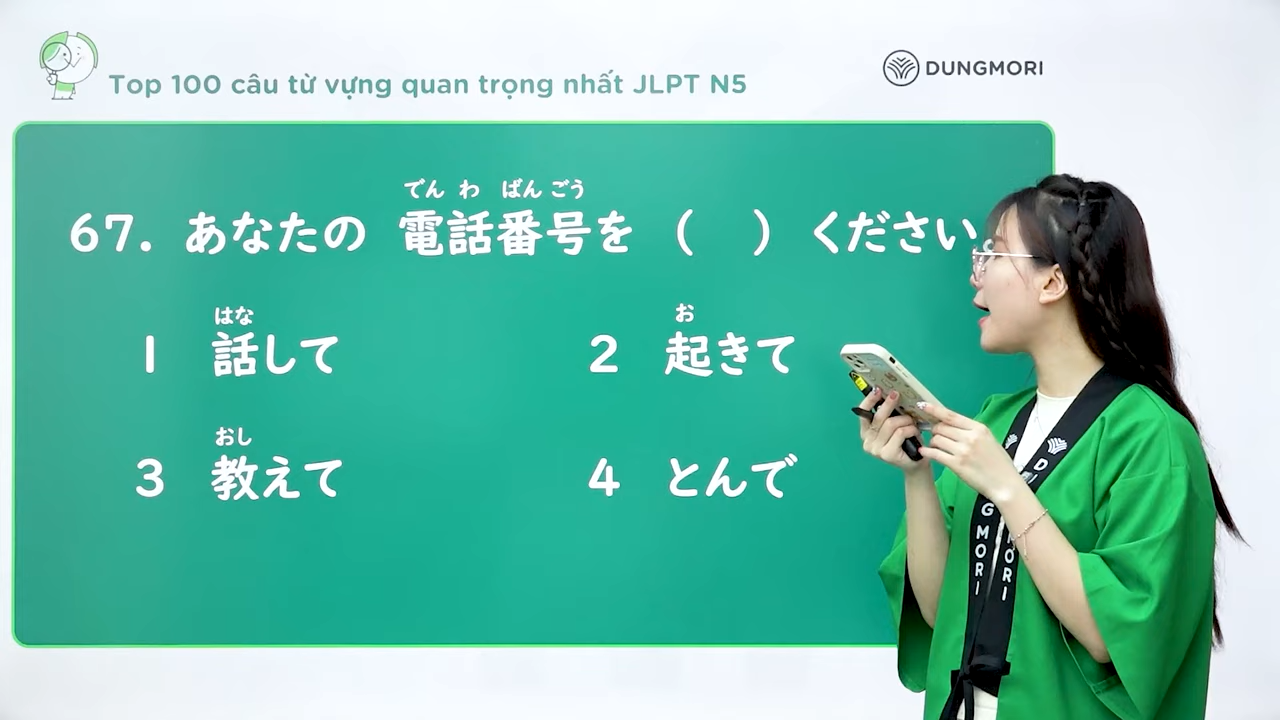 Top 100 câu từ vựng quan trọng nhất JLPT N5
DUNGMORI
でん わ ばん ごう
67. あなたの 電話番号を ( ) ください。
はな
1 話して
お
2 起きて
おし
3 教えて
4 とんで
DUNGMORI